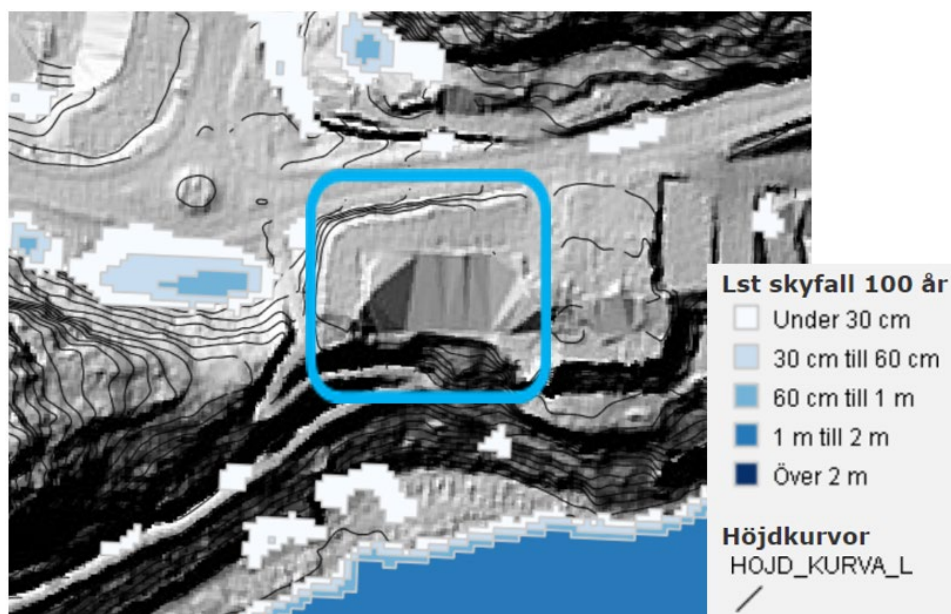 Lst skyfall 100 år
Under 30 cm
30 cm till 60 cm
60 cm till 1 m
1 m till 2 m
Över 2 m
Höjdkurvor
HOJD_KURVA_L